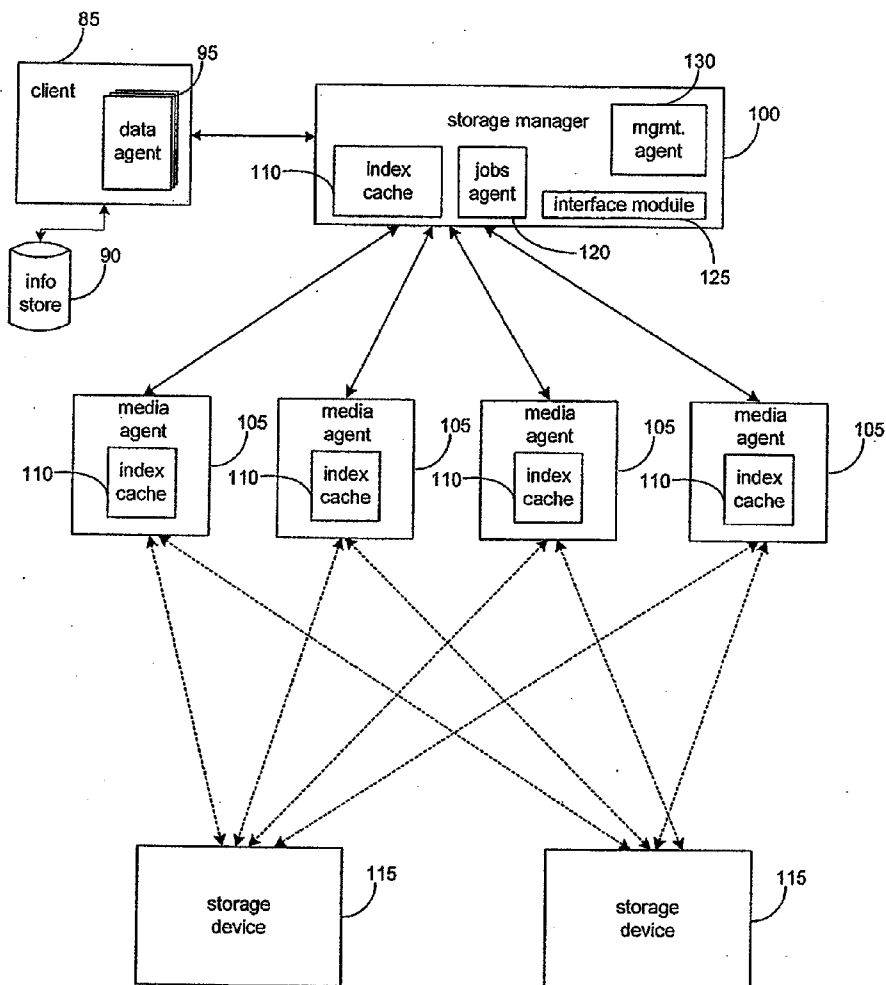 85
95
client
data
agent
90
info
store
130
100
storage manager
mgmt.
agent
110
index
cache
jobs
agent
interface module
120
125
media
agent
105
110
index
cache
media
agent
105
110
index
cache
media
agent
105
110
index
cache
media
agent
105
110
index
cache
storage
device
115
storage
device
115